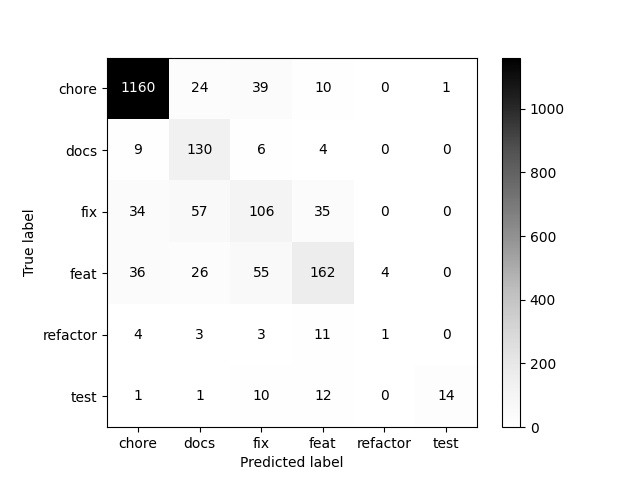 chore 1160 24 39 10 0 1
docs 9 130 6 4 0 0
fix 34 57 106 35 0 0
feat 36 26 55 162 4 0
refactor 4 3 3 11 1 0
test 1 1 10 12 0 14
chore docs fix feat refactor test
Predicted label
True label
1000
800
600
400
200
0